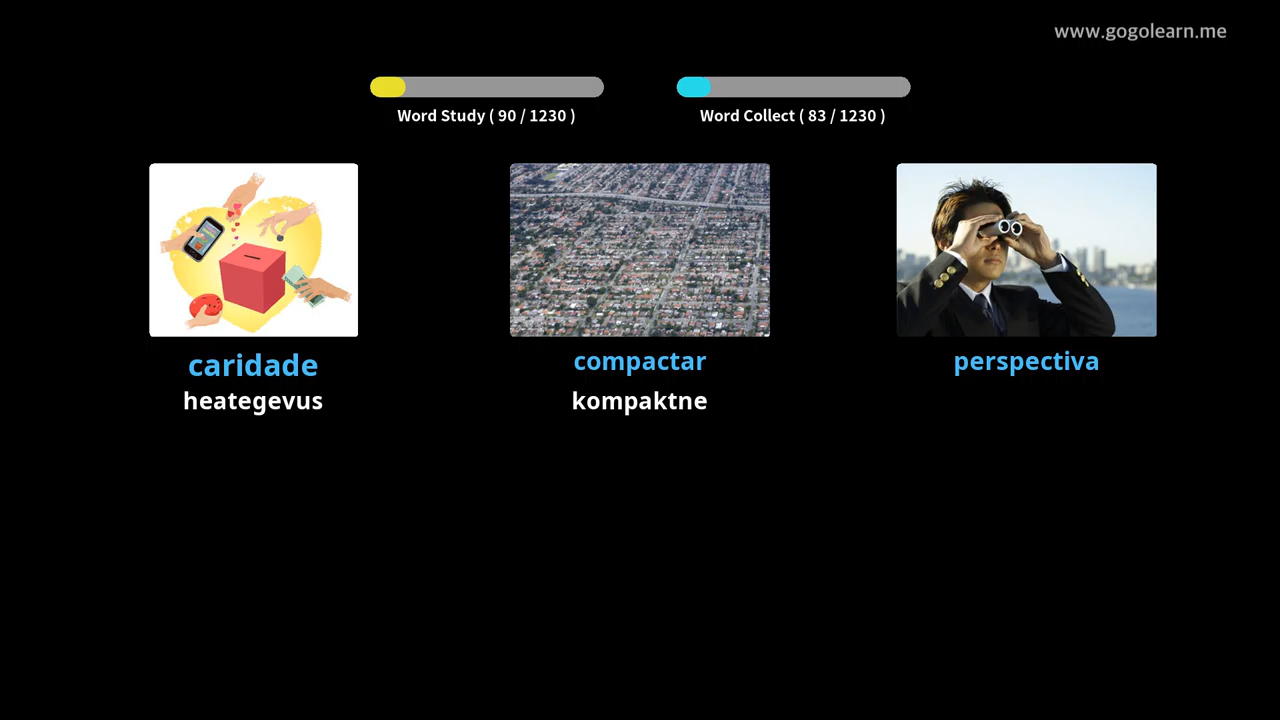 www.gogolearn.me
Word Study ( 90 / 1230 )
Word Collect ( 83 / 1230 )
caridade
heategevus
compactar
kompaktne
perspectiva